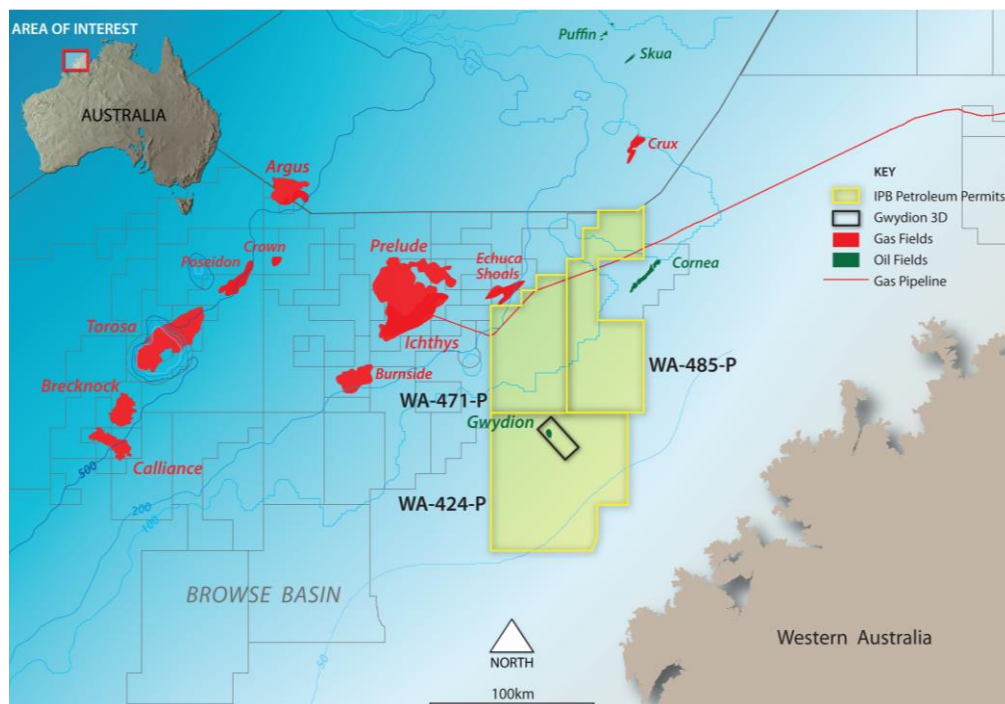 AREA OF INTEREST
AUSTRALIA
Puffin
Skua
Crux
Argus
KEY
IPB Petroleum Permits
Gwydion 3D
Gas Fields
Oil Fields
Gas Pipeline
Crown
Poseidon
Prelude
Echuca
Shoals
Cornea
Torosa
Ichthys
Burnside
WA-485-P
Brecknock
WA-471-P
Gwydion
Calliance
500
200
100
WA-424-P
BROWSE BASIN
50
NORTH
100km
Western Australia